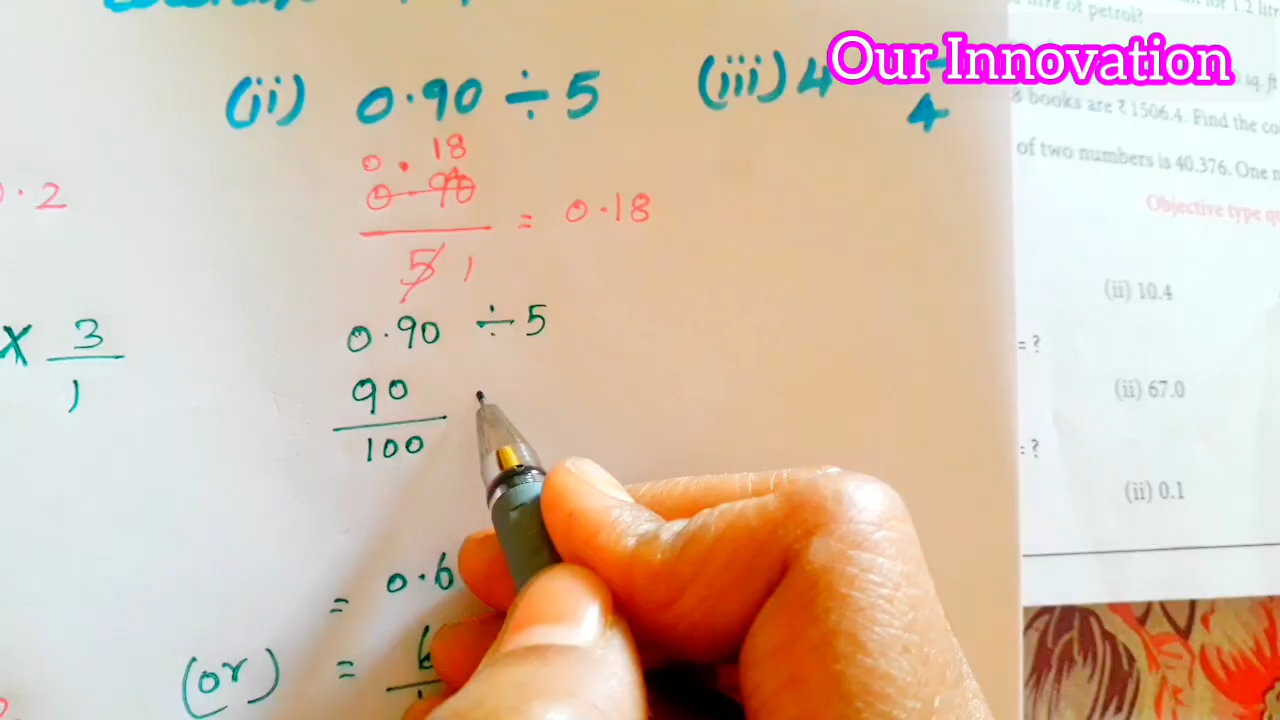 Our Innovation
(ii) 0.90 ÷ 5
(iii) 4
4
0.18
0.90
5 1
= 0.18
0.2
0.90 ÷ 5
90
100
X 3
1
= 0.6
(or) =
litre of petrol?
1.2
sq. ft
8 books are ₹ 1506.4. Find the
of two numbers is 40.376. One
Objective type
(ii) 10.4
= ?
(ii) 67.0
= ?
(ii) 0.1